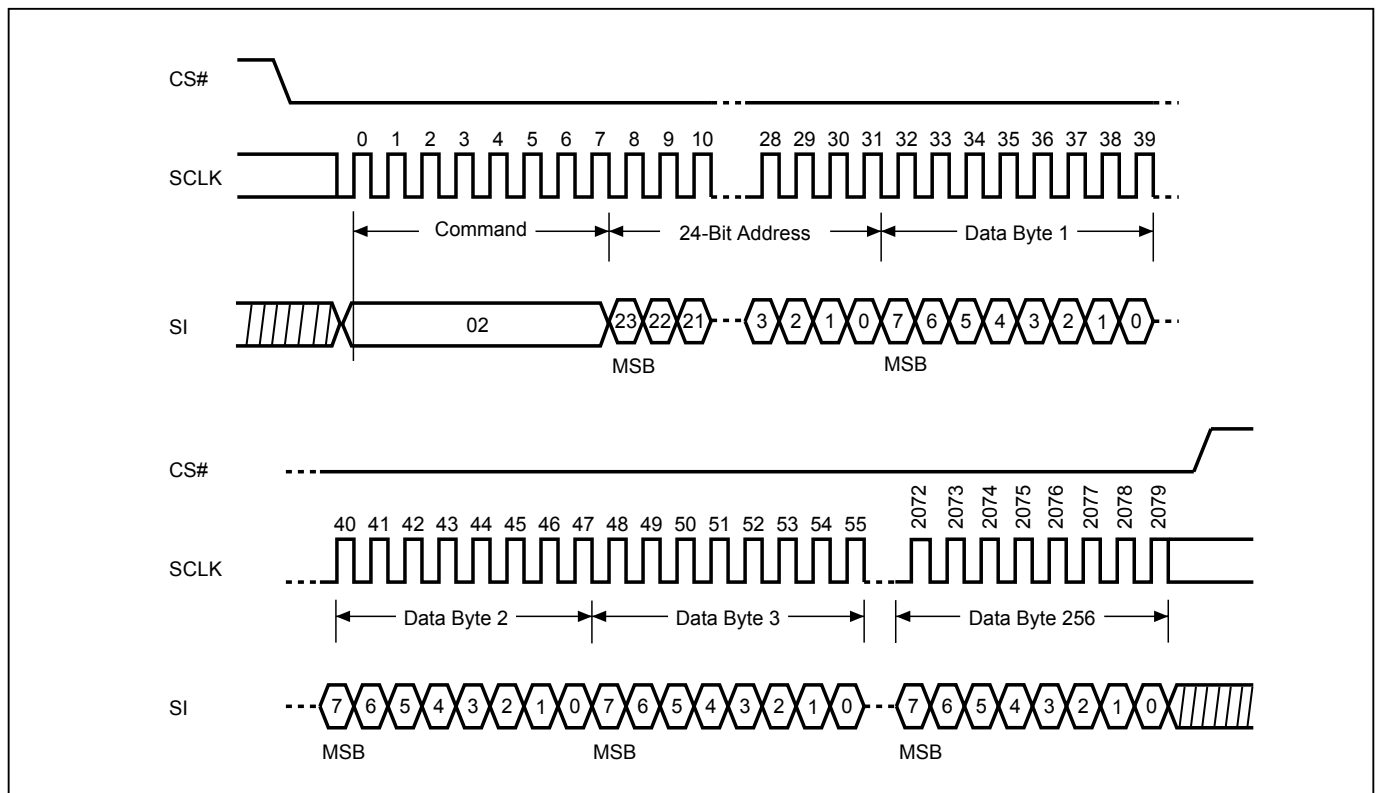 CS#
0 1 2 3 4 5 6 7 8 9 10 28 29 30 31 32 33 34 35 36 37 38 39
SCLK
Command 24-Bit Address Data Byte 1
SI 02 23 22 21 3 2 1 0 7 6 5 4 3 2 1 0
MSB MSB
CS#
2072 2073 2074 2075 2076 2077 2078 2079
40 41 42 43 44 45 46 47 48 49 50 51 52 53 54 55
SCLK
Data Byte 2 Data Byte 3 Data Byte 256
SI 7 6 5 4 3 2 1 0 7 6 5 4 3 2 1 0 7 6 5 4 3 2 1 0
MSB MSB MSB